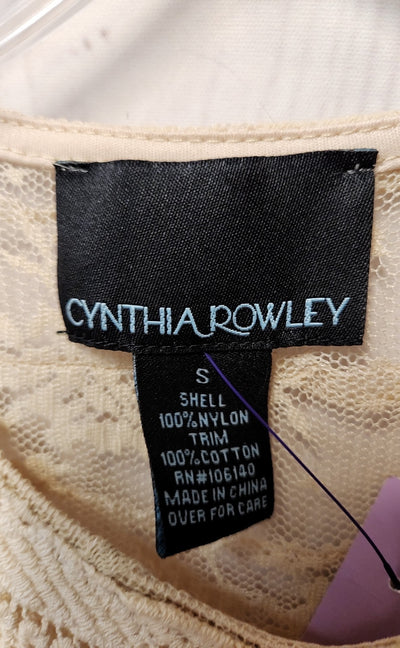 CYNTHIA ROWLEY
S
SHELL
100%NYLON
TRIM
100%COTTON
RN#106140
MADE IN CHINA
OVER FOR CARE